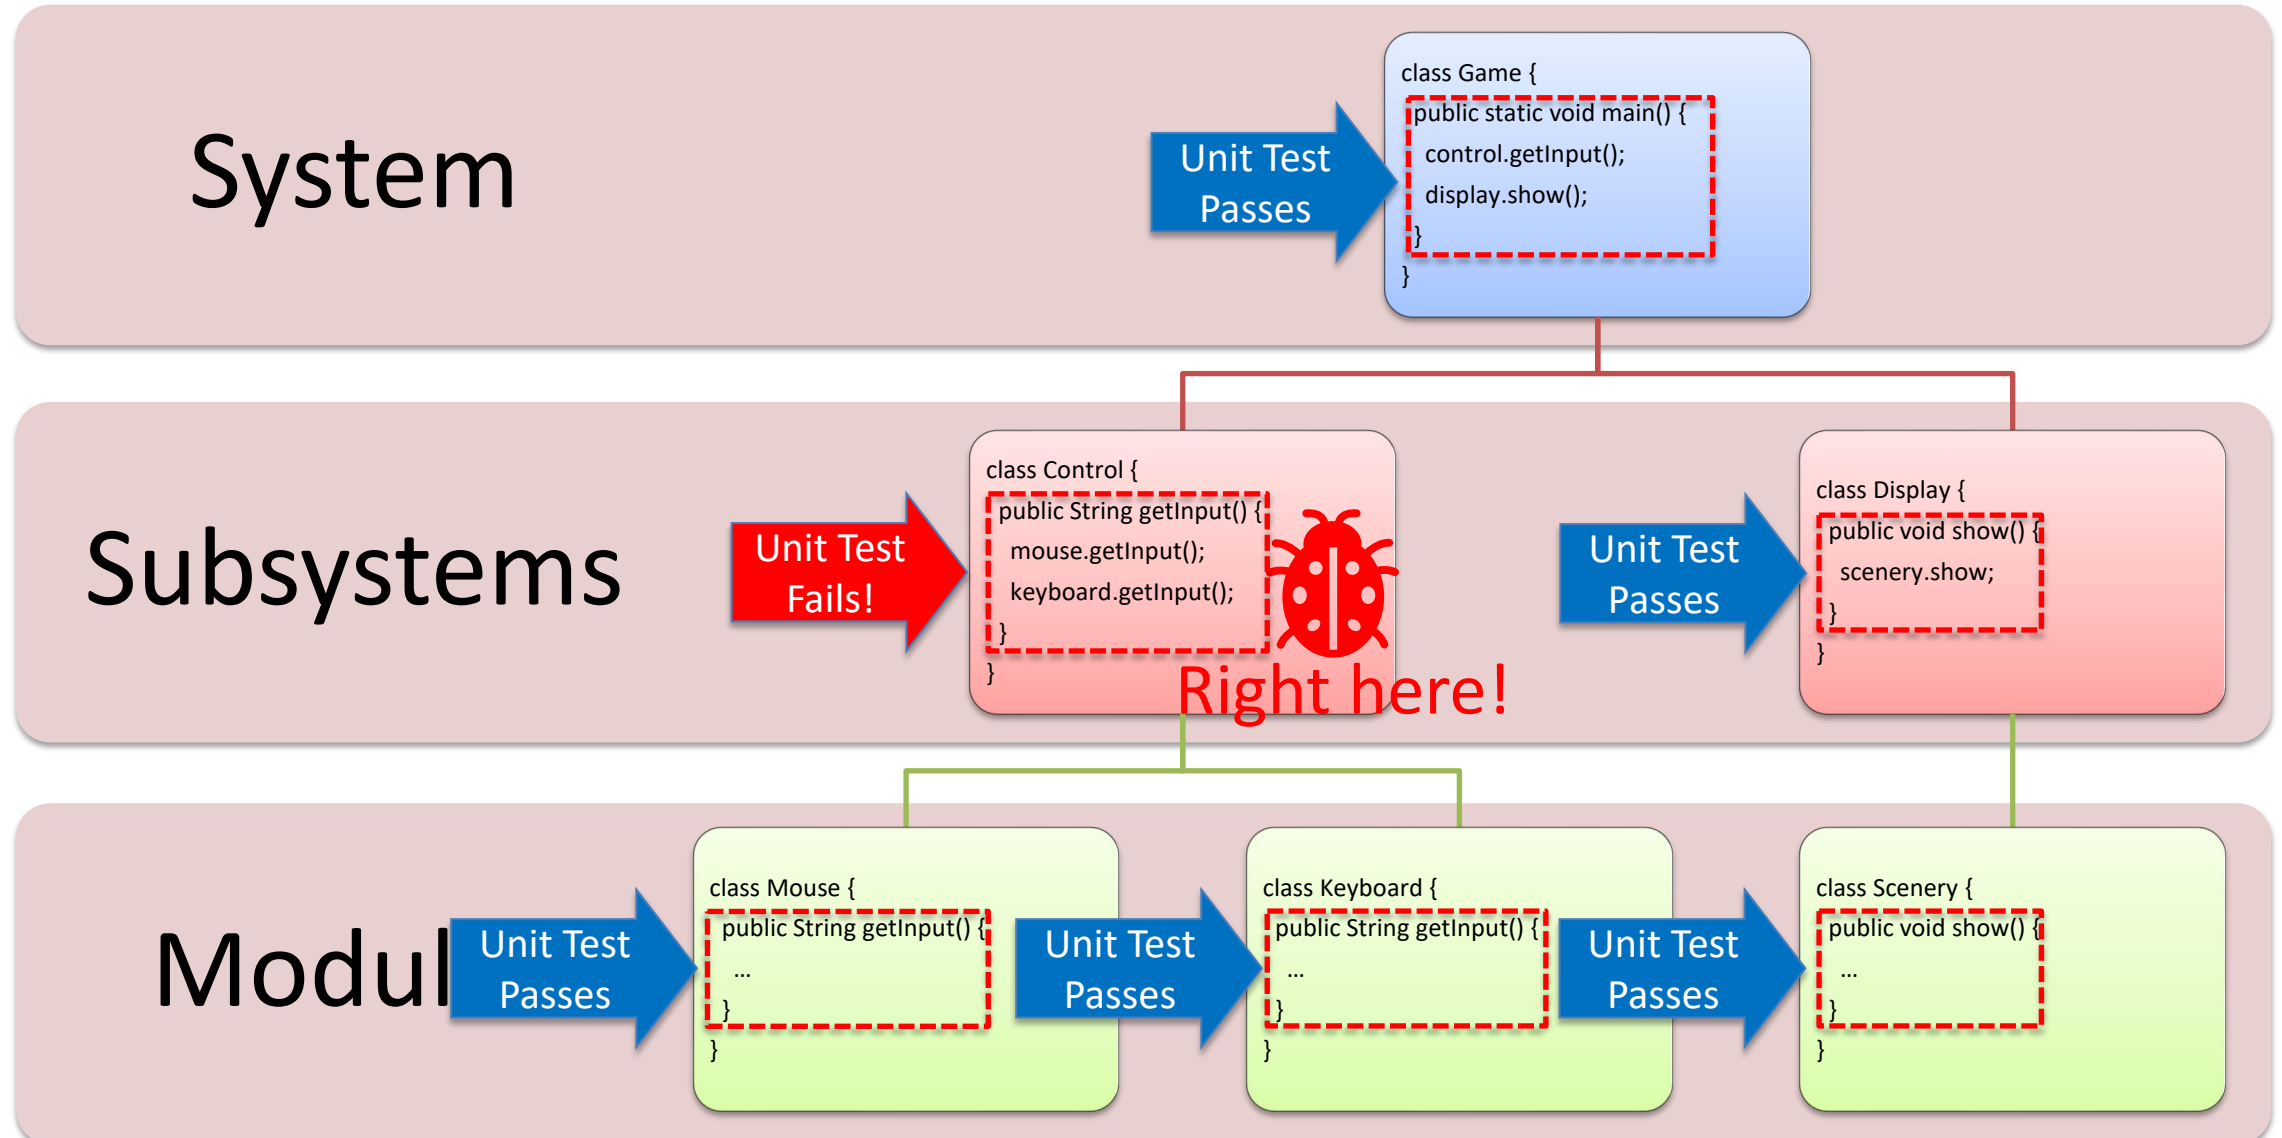 System
Unit Test
Passes
class Game {
public static void main() {
control.getInput();
display.show();
}
}
Subsystems
Unit Test
Fails!
class Control {
public String getInput() {
mouse.getInput();
keyboard.getInput();
}
}
Right here!
Unit Test
Passes
class Display {
public void show() {
scenery.show;
}
}
Modul
Unit Test
Passes
class Mouse {
public String getInput() {
...
}
}
Unit Test
Passes
class Keyboard {
public String getInput() {
...
}
}
Unit Test
Passes
class Scenery {
public void show() {
...
}
}